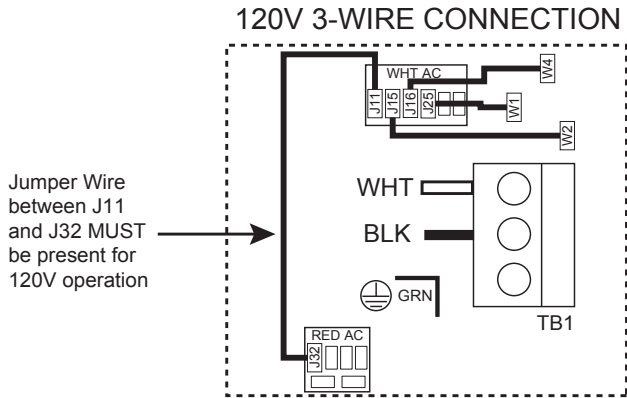 120V 3-WIRE CONNECTION
WHT AC
J11
J15
J16
J25
W4
W1
W2
Jumper Wire
between J11
and J32 MUST
be present for
120V operation
WHT
BLK
GRN
TB1
RED AC
J32